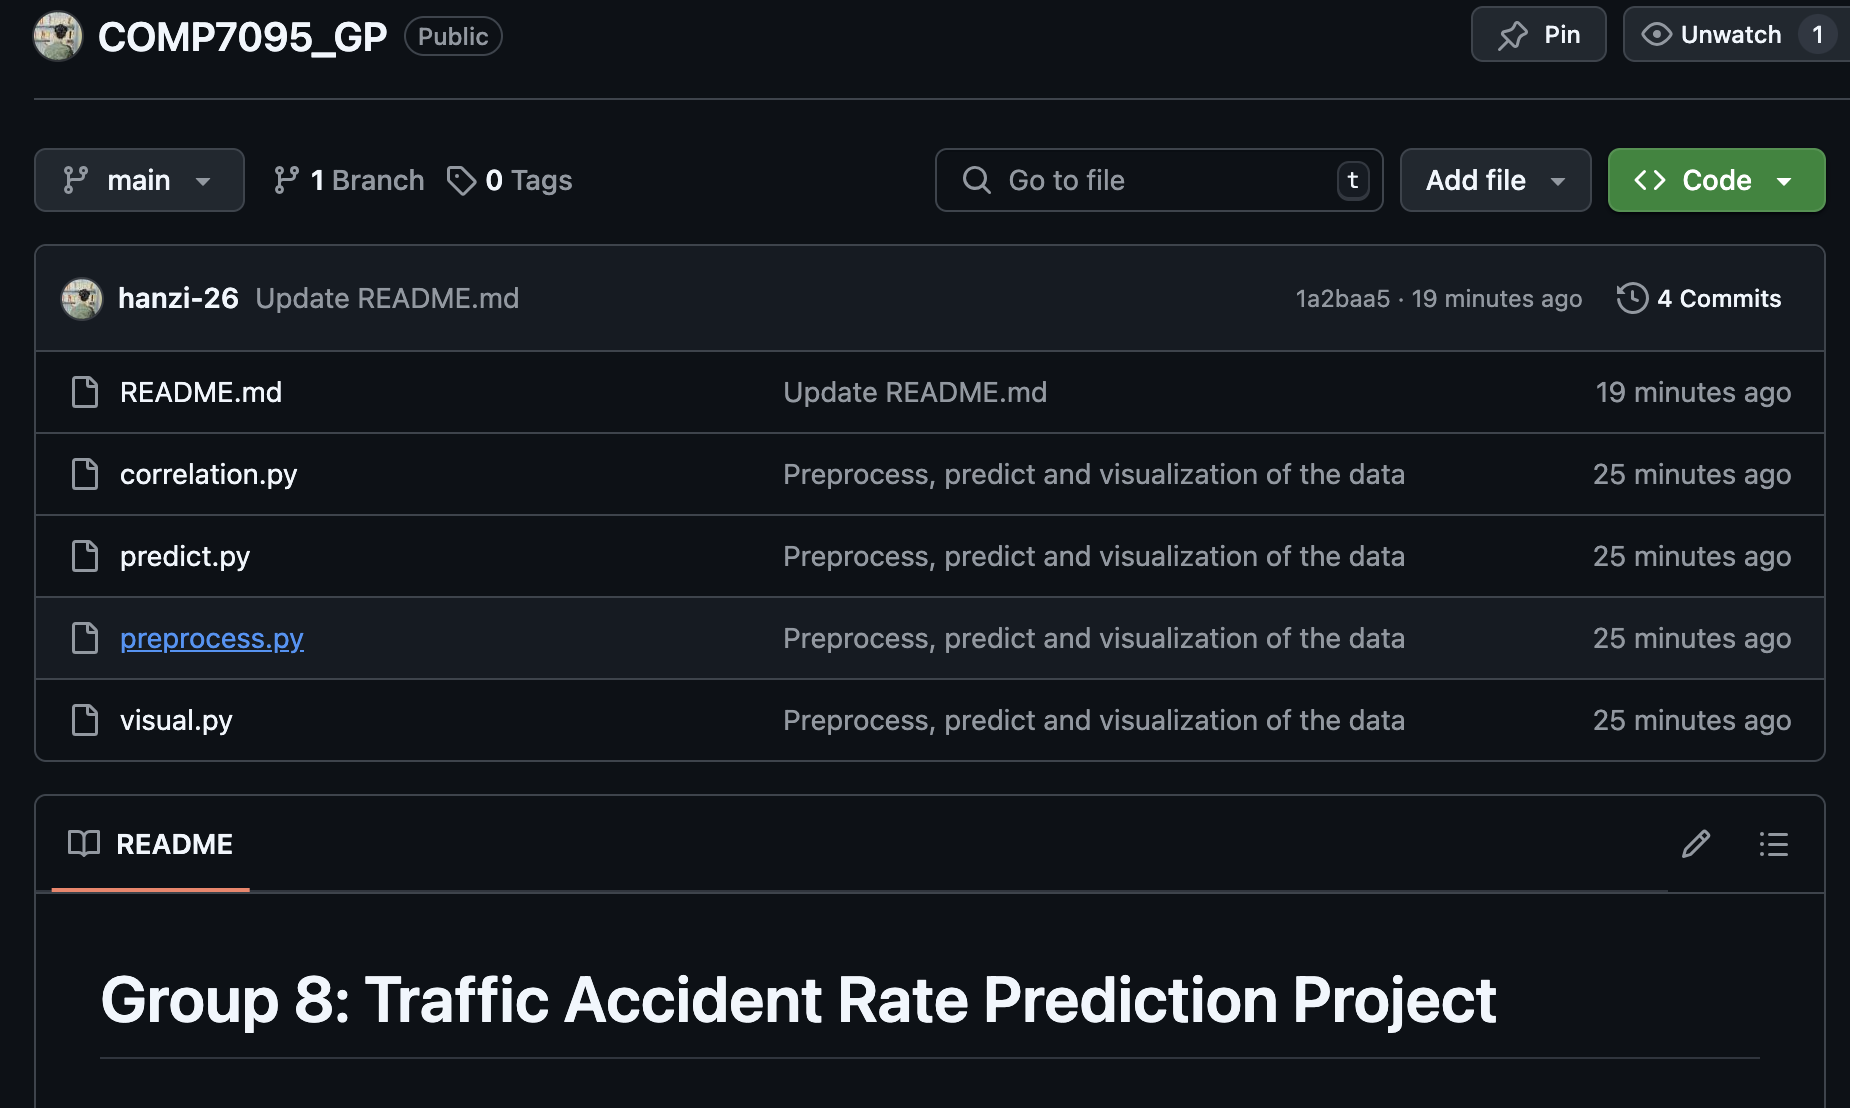 COMP7095_GP Public Pin Unwatch 1
main 1 Branch 0 Tags Go to file t Add file Code
hanzi-26 Update README.md 1a2baa5 · 19 minutes ago 4 Commits
README.md Update README.md 19 minutes ago
correlation.py Preprocess, predict and visualization of the data 25 minutes ago
predict.py Preprocess, predict and visualization of the data 25 minutes ago
preprocess.py Preprocess, predict and visualization of the data 25 minutes ago
visual.py Preprocess, predict and visualization of the data 25 minutes ago
README
Group 8: Traffic Accident Rate Prediction Project